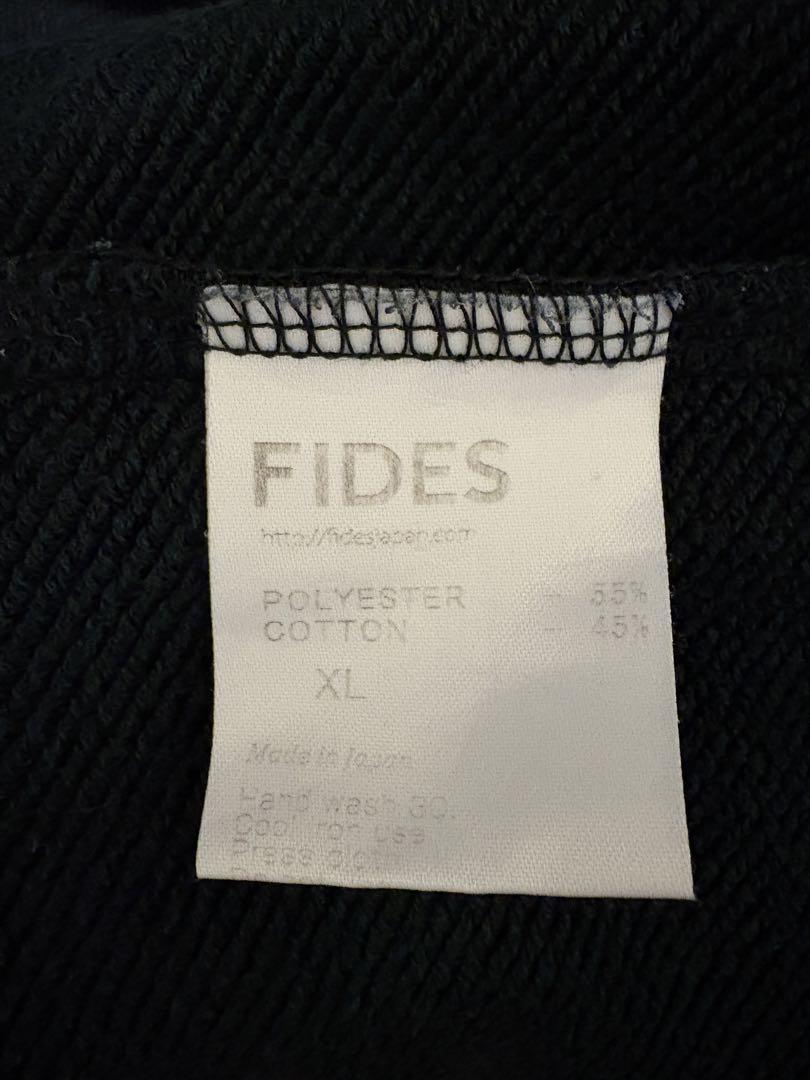 FIDES
http://fidesjapan.com
POLYESTER - 55%
COTTON - 45%
XL
Made in Japan
Hand wash 30.
Cool for use
Press cloth